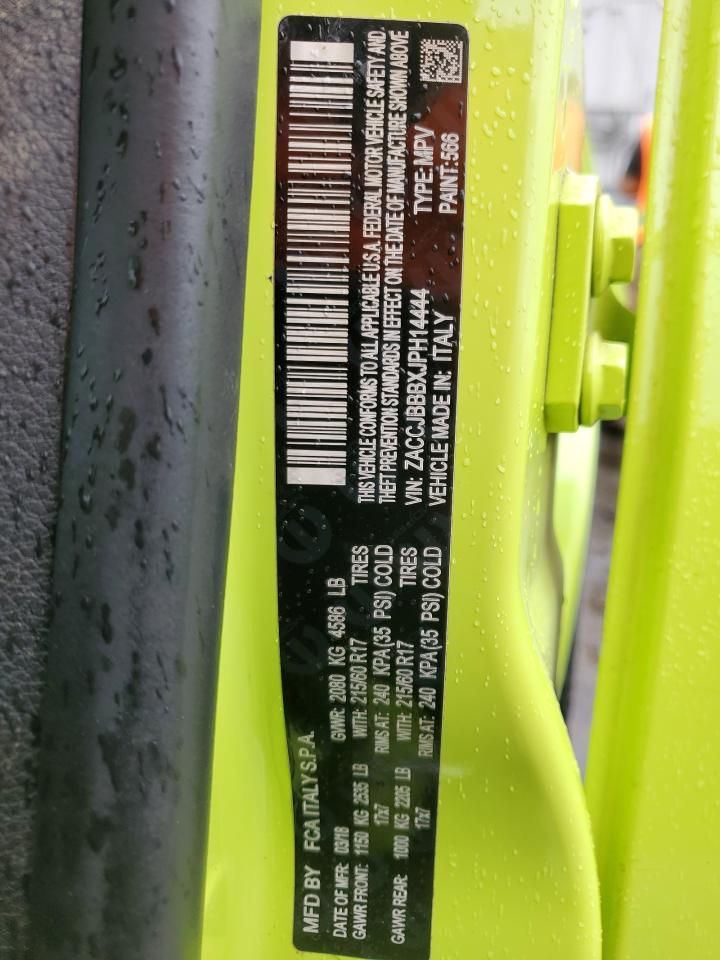 MFD BY FCA ITALY S.P.A.
DATE OF MFR: 03/18 GVWR: 2080 KG 4586 LB
GAWR FRONT: 1150 KG 2535 LB WITH: 215/60 R17 TIRES
17x7 RIMS AT: 240 KPA(35 PSI) COLD
GAWR REAR: 1000 KG 2205 LB WITH: 215/60 R17 TIRES
17x7 RIMS AT: 240 KPA(35 PSI) COLD
THIS VEHICLE CONFORMS TO ALL APPLICABLE U.S.A. FEDERAL MOTOR VEHICLE SAFETY AND.
THEFT PREVENTION STANDARDS IN EFFECT ON THE DATE OF MANUFACTURE SHOWN ABOVE
VIN: ZACCJBBBXJPH14444 TYPE: MPV
VEHICLE MADE IN: ITALY PAINT: 566